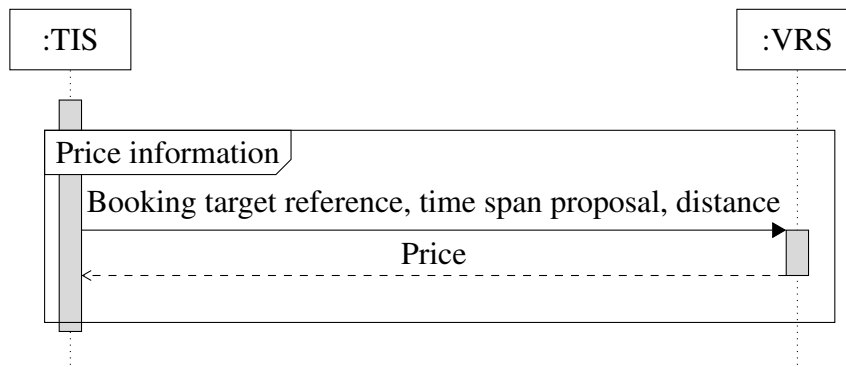 :TIS
:VRS
Price information
Booking target reference, time span proposal, distance
Price